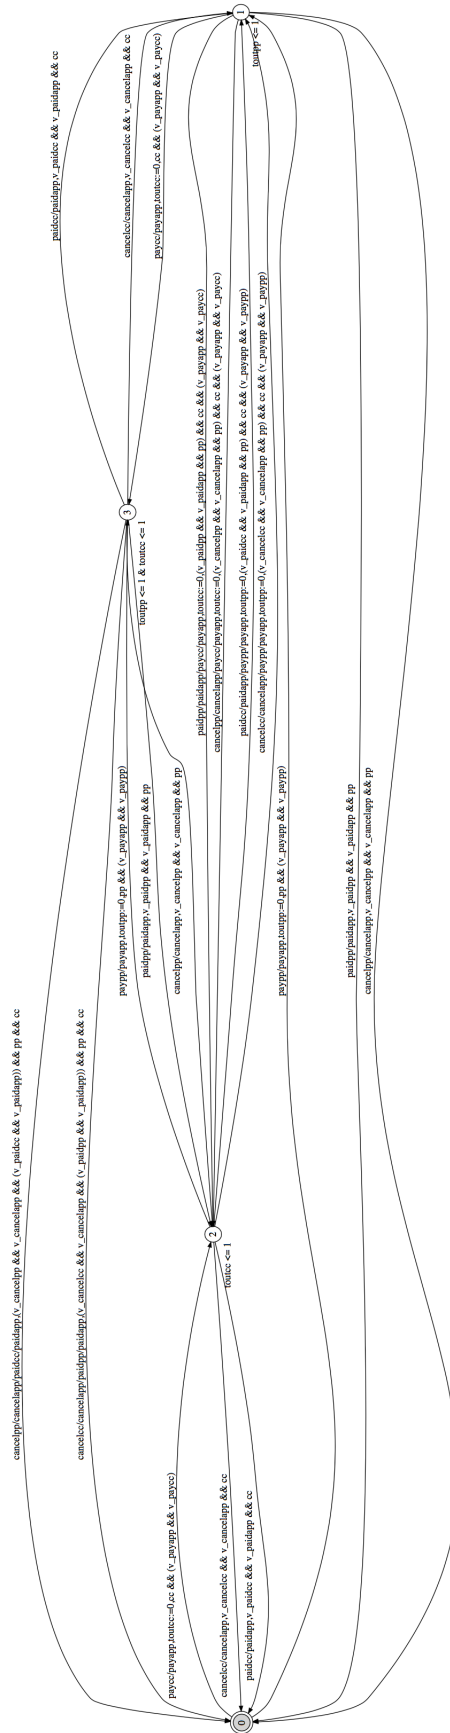 cancelpp/cancelapp/paidcc/paidapp,(v_cancelpp && v_cancelapp && (v_paidcc && v_paidapp)) && pp && cc
paidcc/paidapp,v_paidcc && v_paidapp && cc
cancelcc/cancelapp/paidpp/paidapp,(v_cancelcc && v_cancelapp && (v_paidpp && v_paidapp)) && pp && cc
paypp/payapp,toutpp:=0,pp && (v_payapp && v_paypp)
cancelcc/cancelapp,v_cancelcc && v_cancelapp && cc
3
toutpp <= 1 & toutcc <= 1
paidpp/paidapp,v_paidpp && v_paidapp && pp
paycc/payapp,toutcc:=0,cc && (v_payapp && v_paycc)
paycc/payapp,toutcc:=0,cc && (v_payapp && v_paycc)
cancelpp/cancelapp,v_cancelpp && v_cancelapp && pp
paidpp/paidapp/paycc/payapp,toutcc:=0,(v_paidpp && v_paidapp && pp) && cc && (v_payapp && v_paycc)
2
cancelpp/cancelapp/paycc/payapp,toutcc:=0,(v_cancelpp && v_cancelapp && pp) && cc && (v_payapp && v_paycc)
cancelcc/cancelapp,v_cancelcc && v_cancelapp && cc
toutcc <= 1
0
1
paidcc/paidapp/paypp/payapp,toutpp:=0,(v_paidcc && v_paidapp && pp) && cc && (v_payapp && v_paypp)
paidcc/paidapp,v_paidcc && v_paidapp && cc
toutpp <= 1
cancelcc/cancelapp/paypp/payapp,toutpp:=0,(v_cancelcc && v_cancelapp && pp) && cc && (v_payapp && v_paypp)
paypp/payapp,toutpp:=0,pp && (v_payapp && v_paypp)
paidpp/paidapp,v_paidpp && v_paidapp && pp
cancelpp/cancelapp,v_cancelpp && v_cancelapp && pp